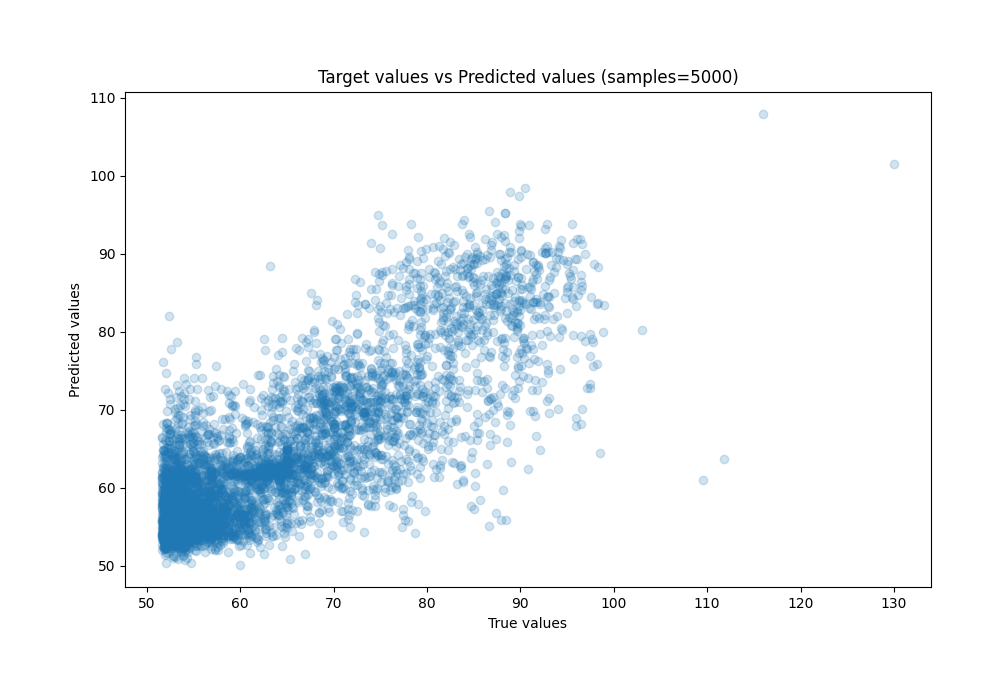 Target values vs Predicted values (samples=5000)
110
100
90
80
70
60
50
Predicted values
50 60 70 80 90 100 110 120 130
True values